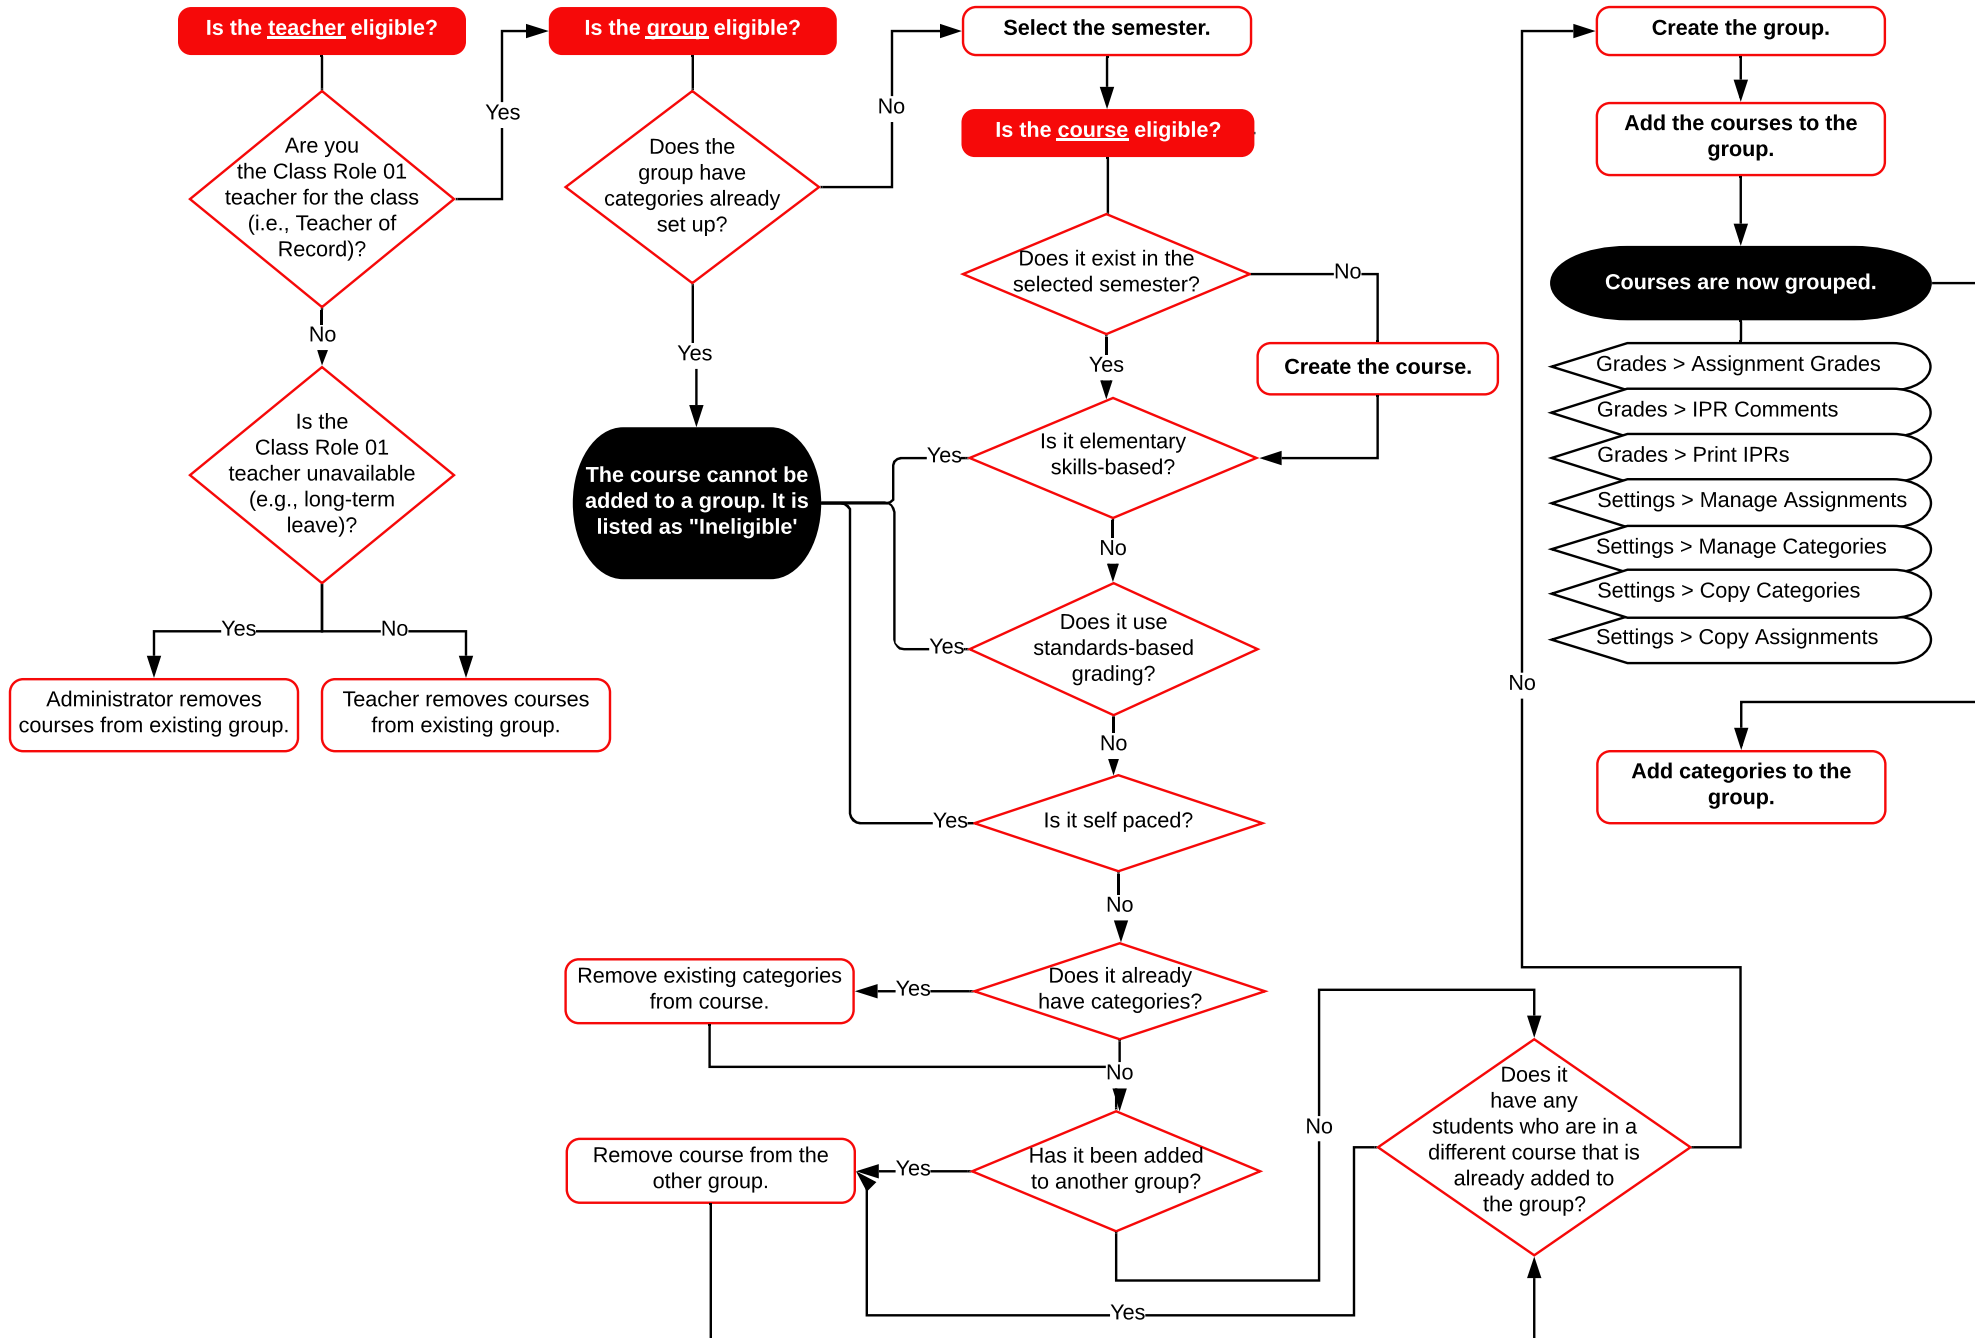 Is the teacher eligible?
Yes
Are you
the Class Role 01
teacher for the class
(i.e., Teacher of
Record)?
No
Is the
Class Role 01
teacher unavailable
(e.g., long-term
leave)?
Yes
No
Administrator removes
courses from existing group.
Teacher removes courses
from existing group.
Is the group eligible?
No
Does the
group have
categories already
set up?
Yes
The course cannot be
added to a group. It is
listed as "Ineligible'
Select the semester.
Is the course eligible?
Does it exist in the
selected semester?
No
Yes
Create the course.
Is it elementary
skills-based?
Yes
No
Does it use
standards-based
grading?
Yes
No
Is it self paced?
Yes
No
Does it already
have categories?
Yes
Remove existing categories
from course.
No
Has it been added
to another group?
Yes
Remove course from the
other group.
No
Does it
have any
students who are in a
different course that is
already added to
the group?
Yes
No
Create the group.
Add the courses to the
group.
Courses are now grouped.
Grades > Assignment Grades
Grades > IPR Comments
Grades > Print IPRs
Settings > Manage Assignments
Settings > Manage Categories
Settings > Copy Categories
Settings > Copy Assignments
Add categories to the
group.